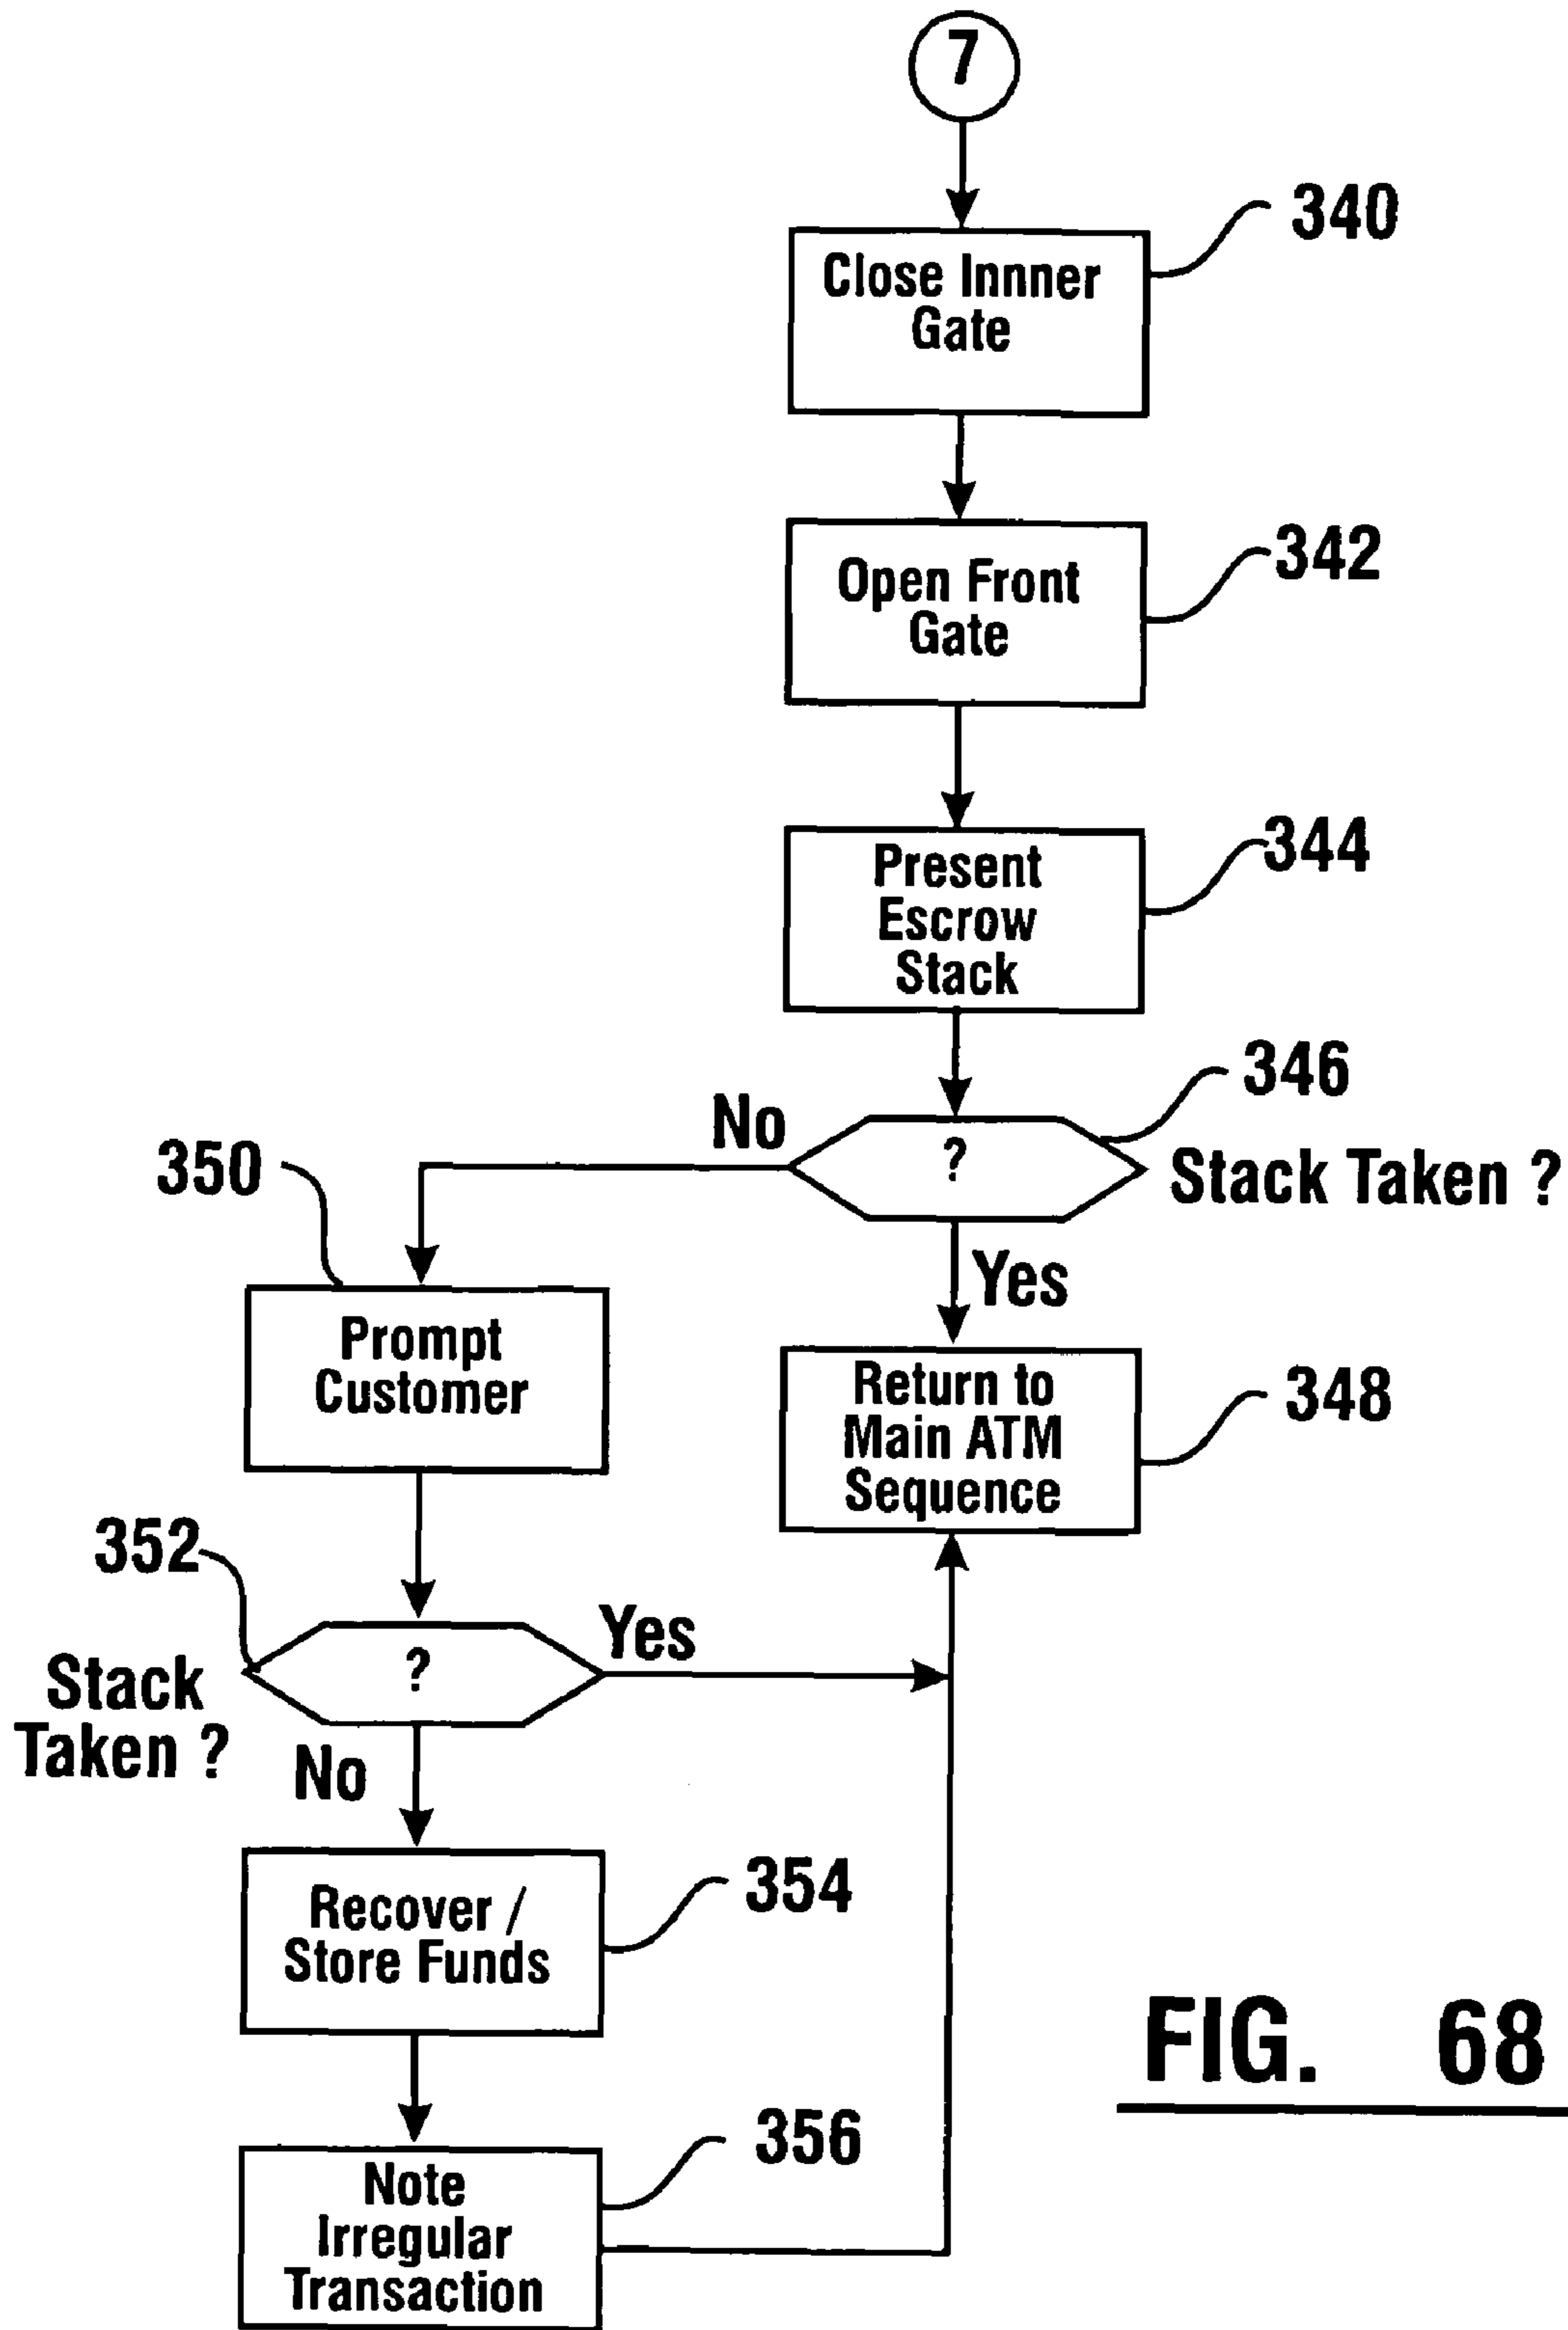 7
340
Close Innner
Gate
342
Open Front
Gate
344
Present
Escrow
Stack
346
No
?
Stack Taken ?
350
Yes
Prompt
Customer
Return to
Main ATM
Sequence
348
352
Yes
?
Stack
Taken ?
No
354
Recover /
Store Funds
FIG. 68
356
Note
Irregular
Transaction